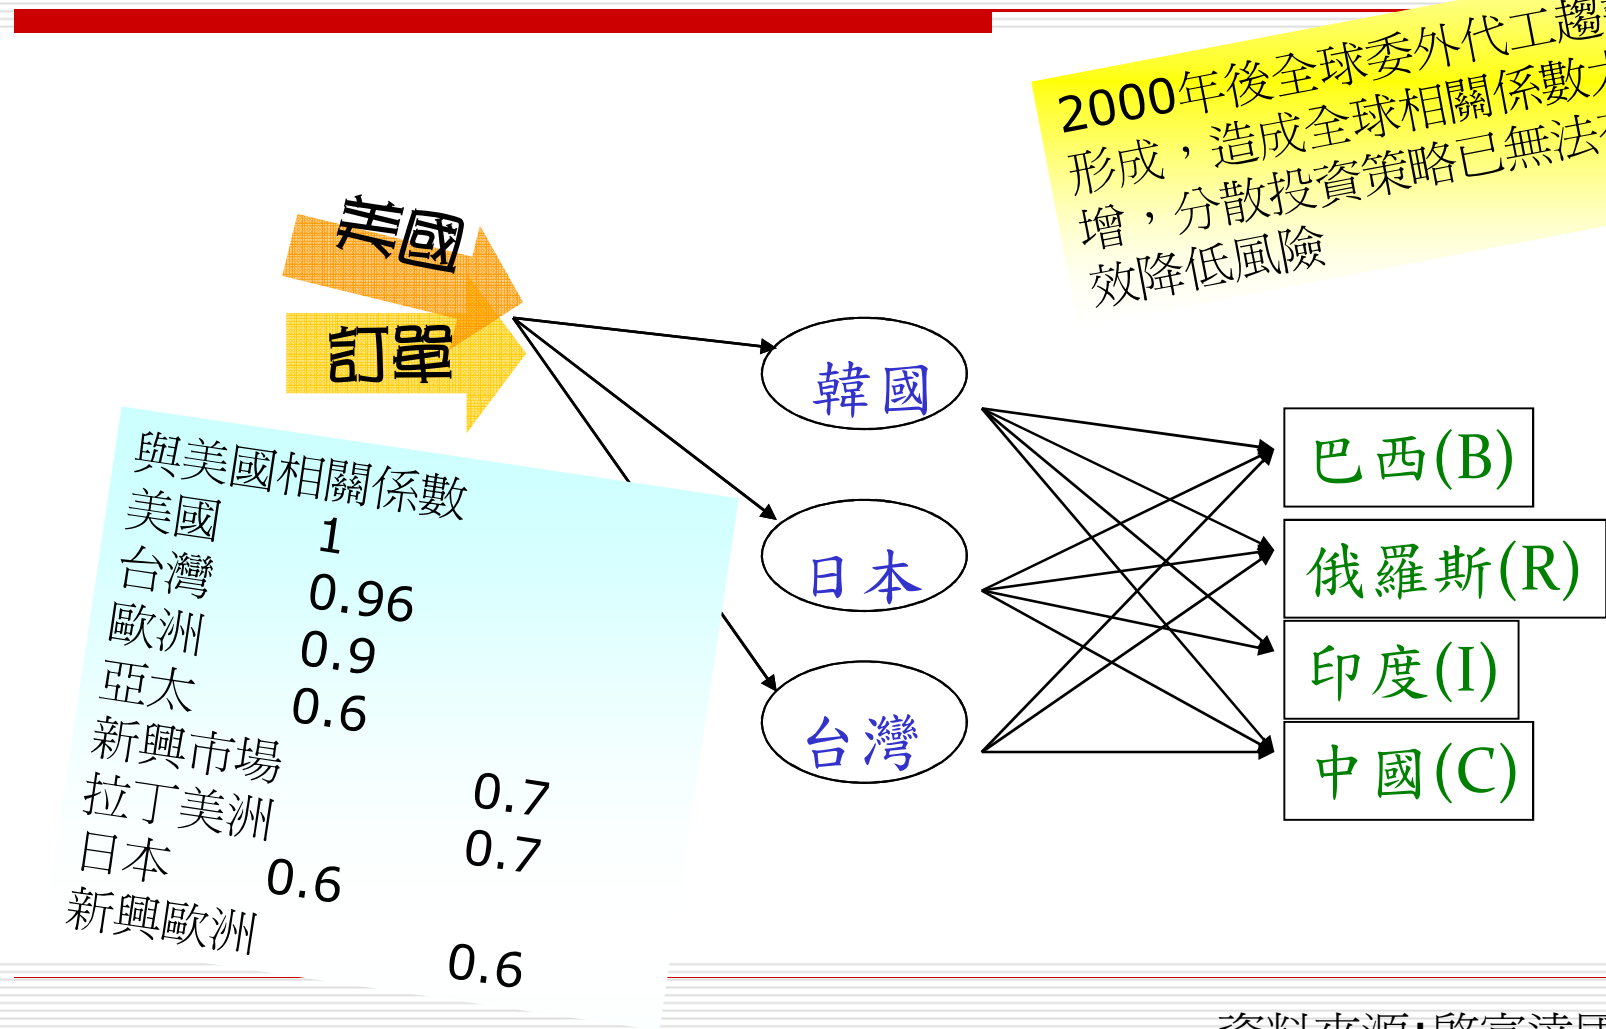 2000年後全球委外代工趨
形成，造成全球相關係數
增，分散投資策略已無法
效降低風險
美國
訂單
與美國相關係數
美國 1
台灣 0.96
歐洲 0.9
亞太 0.6
新興市場 0.7
拉丁美洲 0.7
日本 0.6
新興歐洲 0.6
韓國
日本
台灣
巴西(B)
俄羅斯(R)
印度(I)
中國(C)